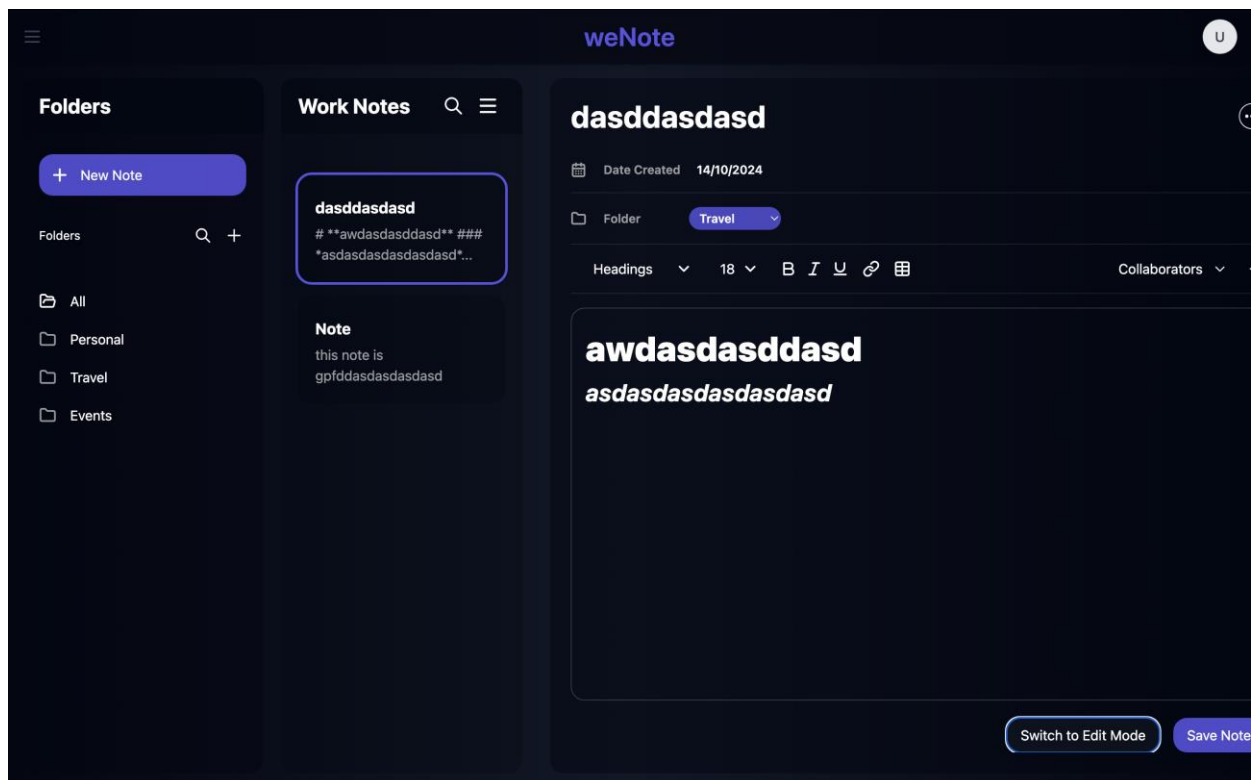 weNote
U
Folders
+ New Note
Folders
All
Personal
Travel
Events
Work Notes
dasddasdasd
# **awdasdasddasd** ###
*asdasdasdasdasdasd*...
Note
this note is
gpfddasdasdasdasd
dasddasdasd
Date Created 14/10/2024
Folder Travel
Headings 18 B I U Collaborators
awdasdasddasd
asdasdasdasdasdasd
Switch to Edit Mode Save Note